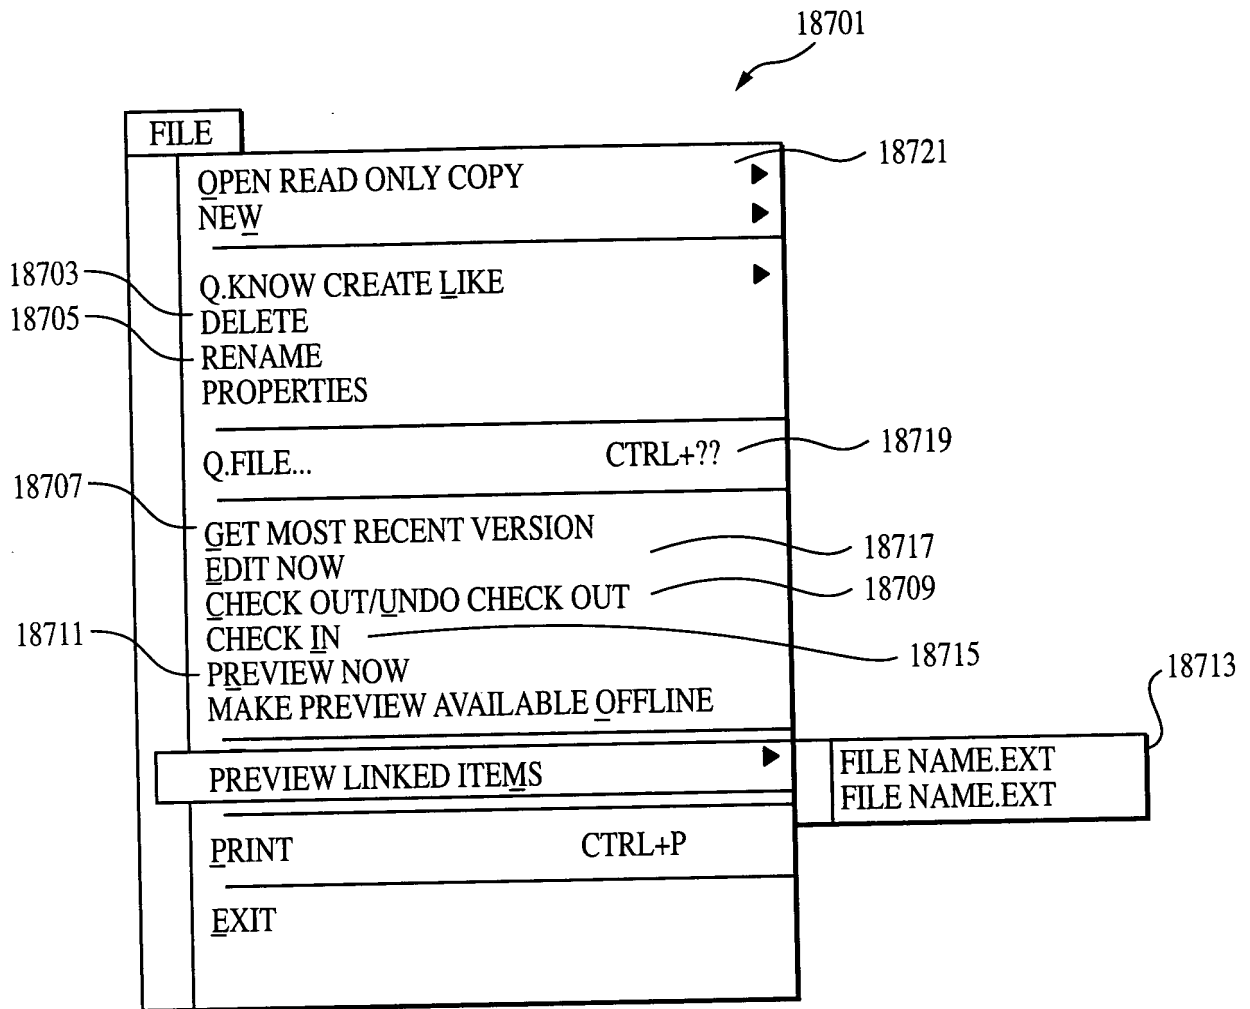 18701
FILE
18721
OPEN READ ONLY COPY
NEW
18703
Q.KNOW CREATE LIKE
18705
DELETE
RENAME
PROPERTIES
Q.FILE... CTRL+?? 18719
18707
GET MOST RECENT VERSION
18717
EDIT NOW
18709
CHECK OUT/UNDO CHECK OUT
18711
CHECK IN
18715
PREVIEW NOW
18713
MAKE PREVIEW AVAILABLE OFFLINE
PREVIEW LINKED ITEMS
FILE NAME.EXT
FILE NAME.EXT
PRINT CTRL+P
EXIT